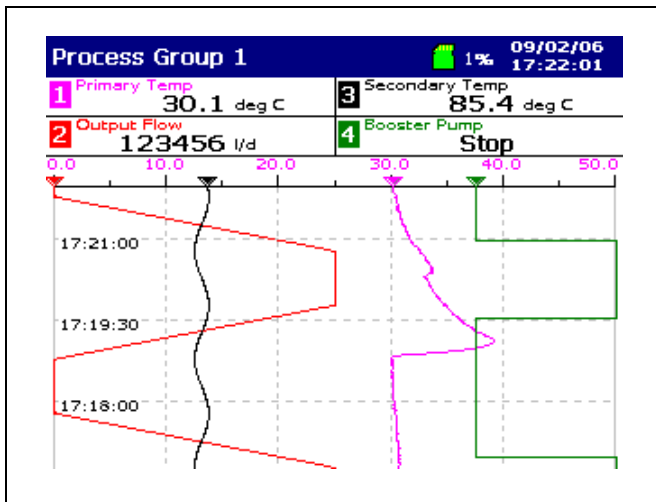 Process Group 1 1% 09/02/06
17:22:01
1 Primary Temp
30.1 deg C
3 Secondary Temp
85.4 deg C
2 Output Flow
123456 l/d
4 Booster Pump
Stop
0.0 10.0 20.0 30.0 40.0 50.0
17:21:00
17:19:30
17:18:00